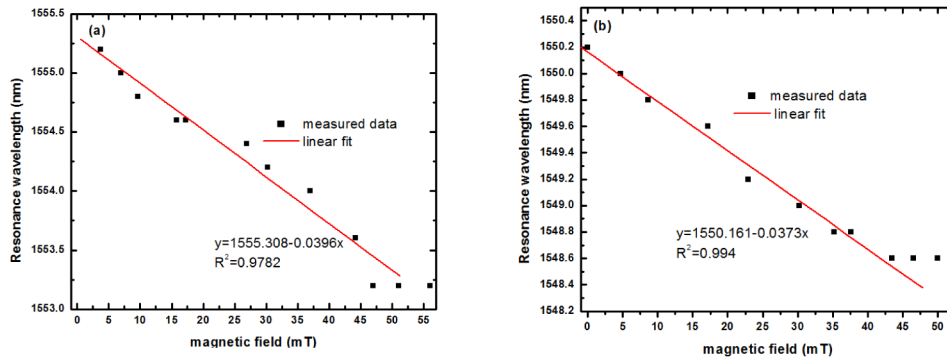 (a)
1555.5
1555.0
1554.5
1554.0
1553.5
1553.0
Resonance wavelength (nm)
measured data
linear fit
y=1555.308-0.0396x
R²=0.9782
0 5 10 15 20 25 30 35 40 45 50 55
magnetic field (mT)
(b)
1550.4
1550.2
1550.0
1549.8
1549.6
1549.4
1549.2
1549.0
1548.8
1548.6
1548.4
1548.2
Resonance wavelength (nm)
measured data
linear fit
y=1550.161-0.0373x
R²=0.994
0 5 10 15 20 25 30 35 40 45 50
magnetic field (mT)